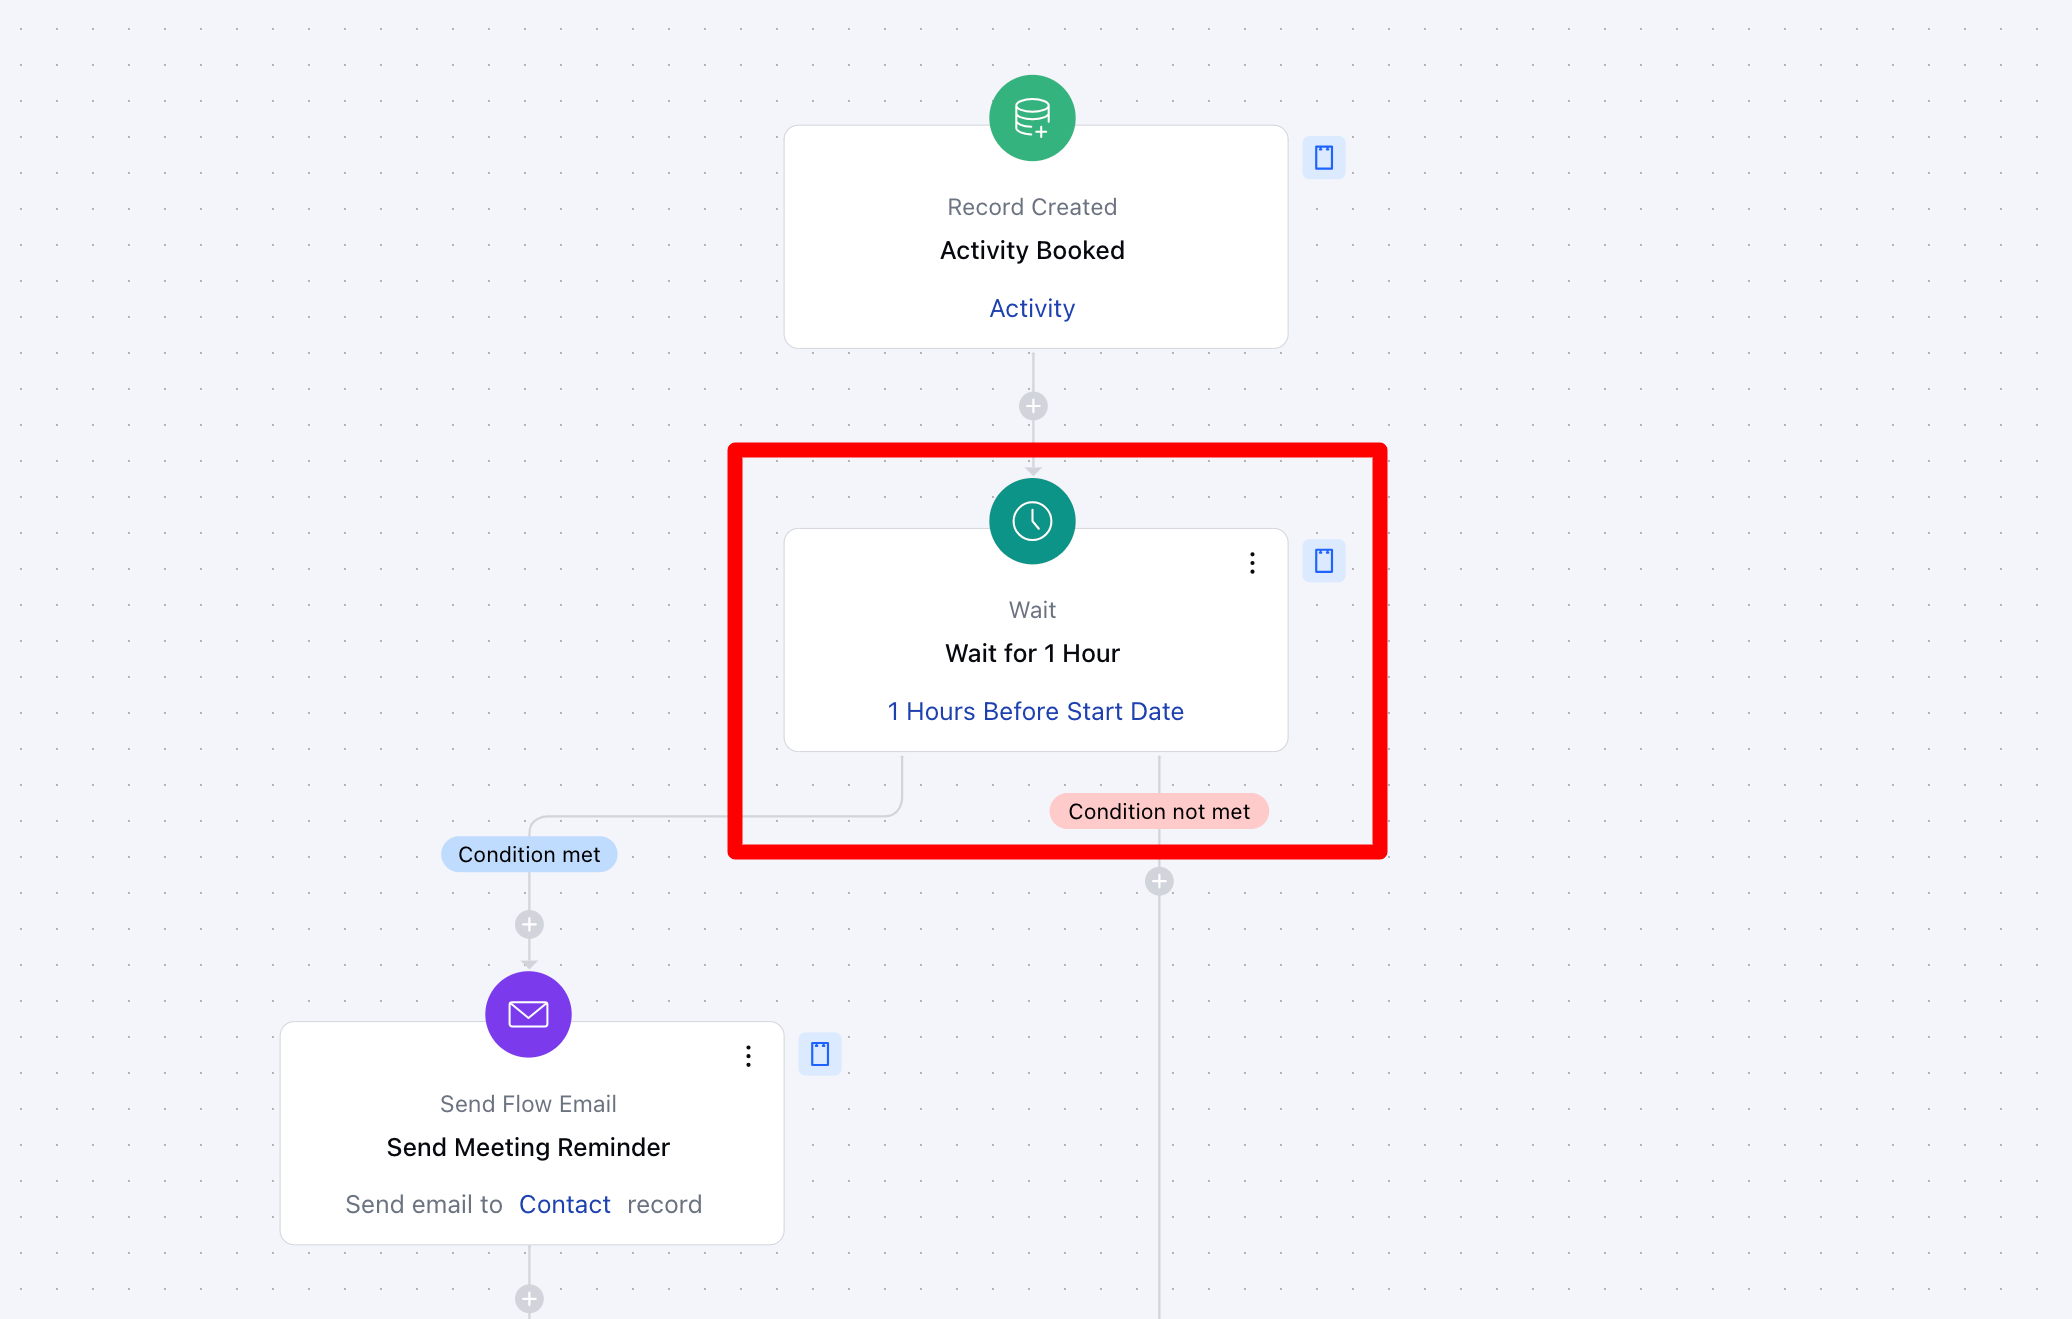 Record Created
Activity Booked
Activity
Wait
Wait for 1 Hour
1 Hours Before Start Date
Condition not met
Condition met
Send Flow Email
Send Meeting Reminder
Send email to Contact record